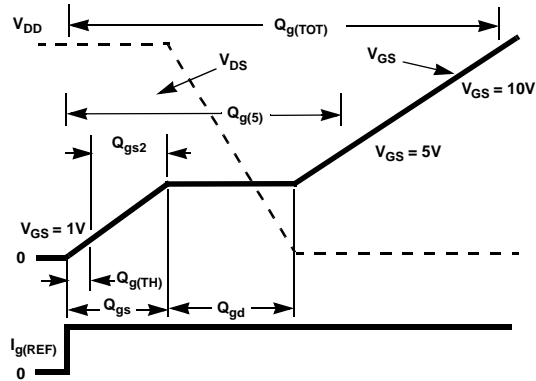 V_DD
Q_g(TOT)
V_DS
V_GS
V_GS = 10V
Q_g(5)
Q_gs2
V_GS = 5V
V_GS = 1V
0
Q_g(TH)
Q_gs
Q_gd
I_g(REF)
0